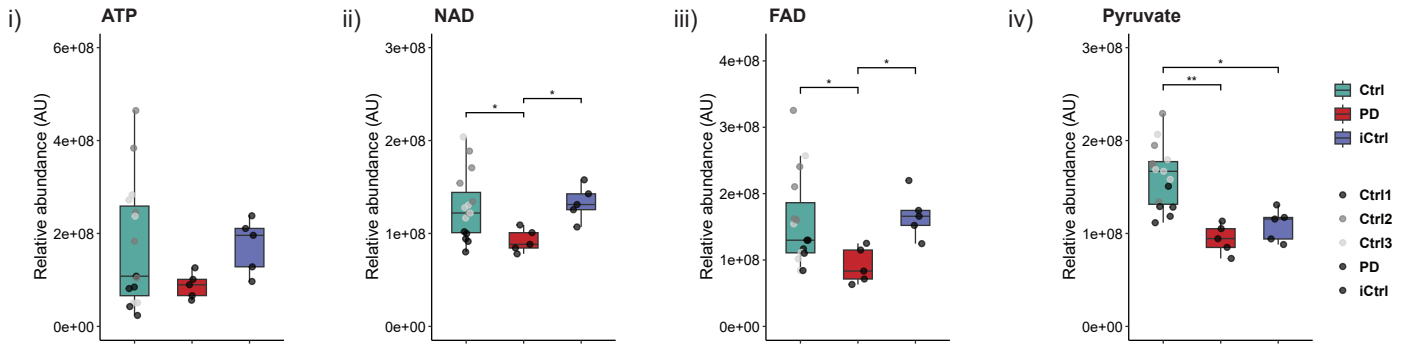 i) ATP
Relative abundance (AU)
6e+08
4e+08
2e+08
0e+00
ii) NAD
Relative abundance (AU)
3e+08
2e+08
1e+08
0e+00
*
*
iii) FAD
Relative abundance (AU)
4e+08
3e+08
2e+08
1e+08
0e+00
*
*
iv) Pyruvate
Relative abundance (AU)
3e+08
2e+08
1e+08
0e+00
*
**
Ctrl
PD
iCtrl
Ctrl1
Ctrl2
Ctrl3
PD
iCtrl